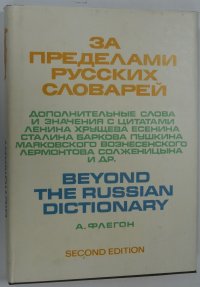 ЗА
ПРЕДЕЛАМИ
РУССКИХ
СЛОВАРЕЙ
ДОПОЛНИТЕЛЬНЫЕ СЛОВА
И ЗНАЧЕНИЯ С ЦИТАТАМИ
ЛЕНИНА ХРУЩЕВА ЕСЕНИНА
СТАЛИНА БАРКОВА ПУШКИНА
МАЯКОВСКОГО ВОЗНЕСЕНСКОГО
ЛЕРМОНТОВА СОЛЖЕНИЦЫНА
И ДР.
BEYOND
THE RUSSIAN
DICTIONARY
А. ФЛЕГОН
SECOND EDITION